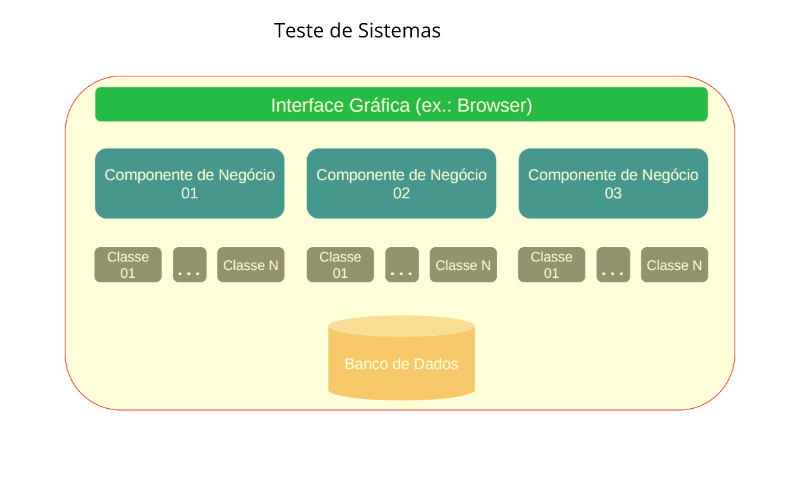 Teste de Sistemas
Interface Gráfica (ex.: Browser)
Componente de Negócio
01
Componente de Negócio
02
Componente de Negócio
03
Classe
01
...
Classe N
Classe
01
...
Classe N
Classe
01
...
Classe N
Banco de Dados